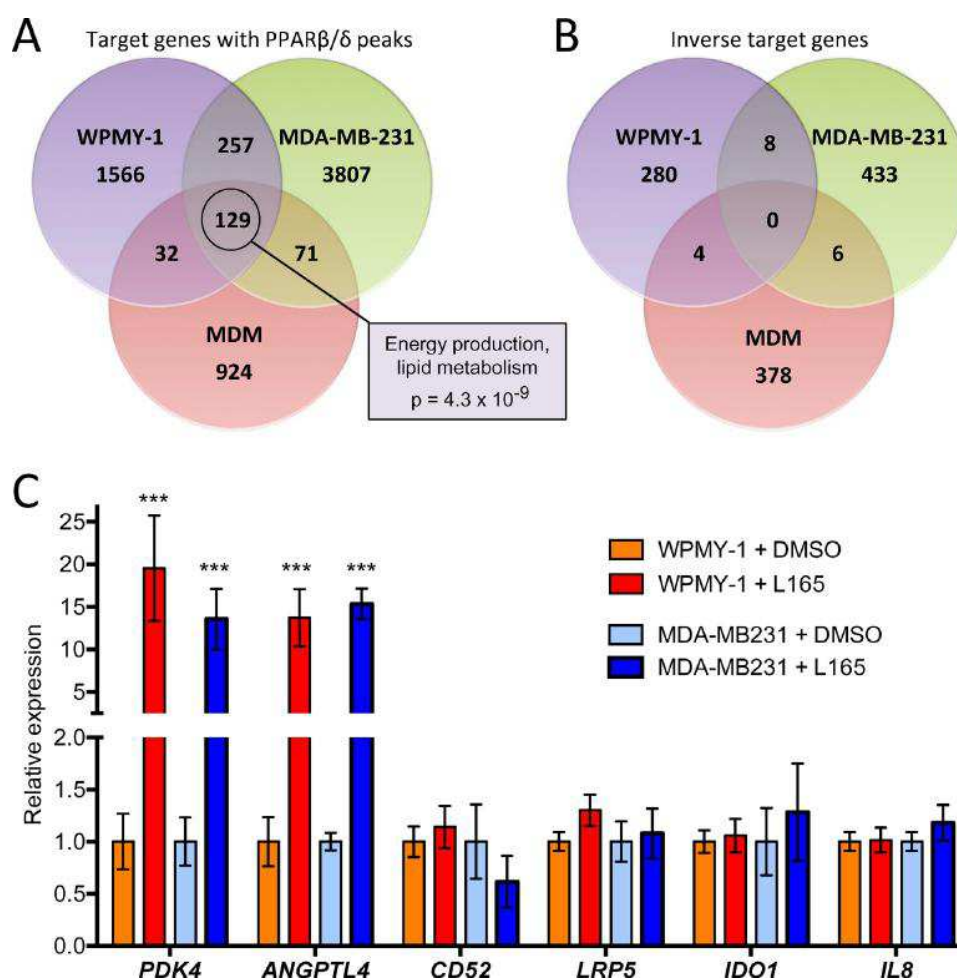 A
Target genes with PPARβ/δ peaks
WPMY-1
1566
257
MDA-MB-231
3807
129
32
71
MDM
924
Energy production,
lipid metabolism
p = 4.3 x 10-9
B
Inverse target genes
WPMY-1
280
8
MDA-MB-231
433
0
4
6
MDM
378
C
Relative expression
25
20
15
10
5
2.0
1.5
1.0
0.5
0.0
***
***
***
***
WPMY-1 + DMSO
WPMY-1 + L165
MDA-MB231 + DMSO
MDA-MB231 + L165
PDK4 ANGPTL4 CD52 LRP5 IDO1 IL8